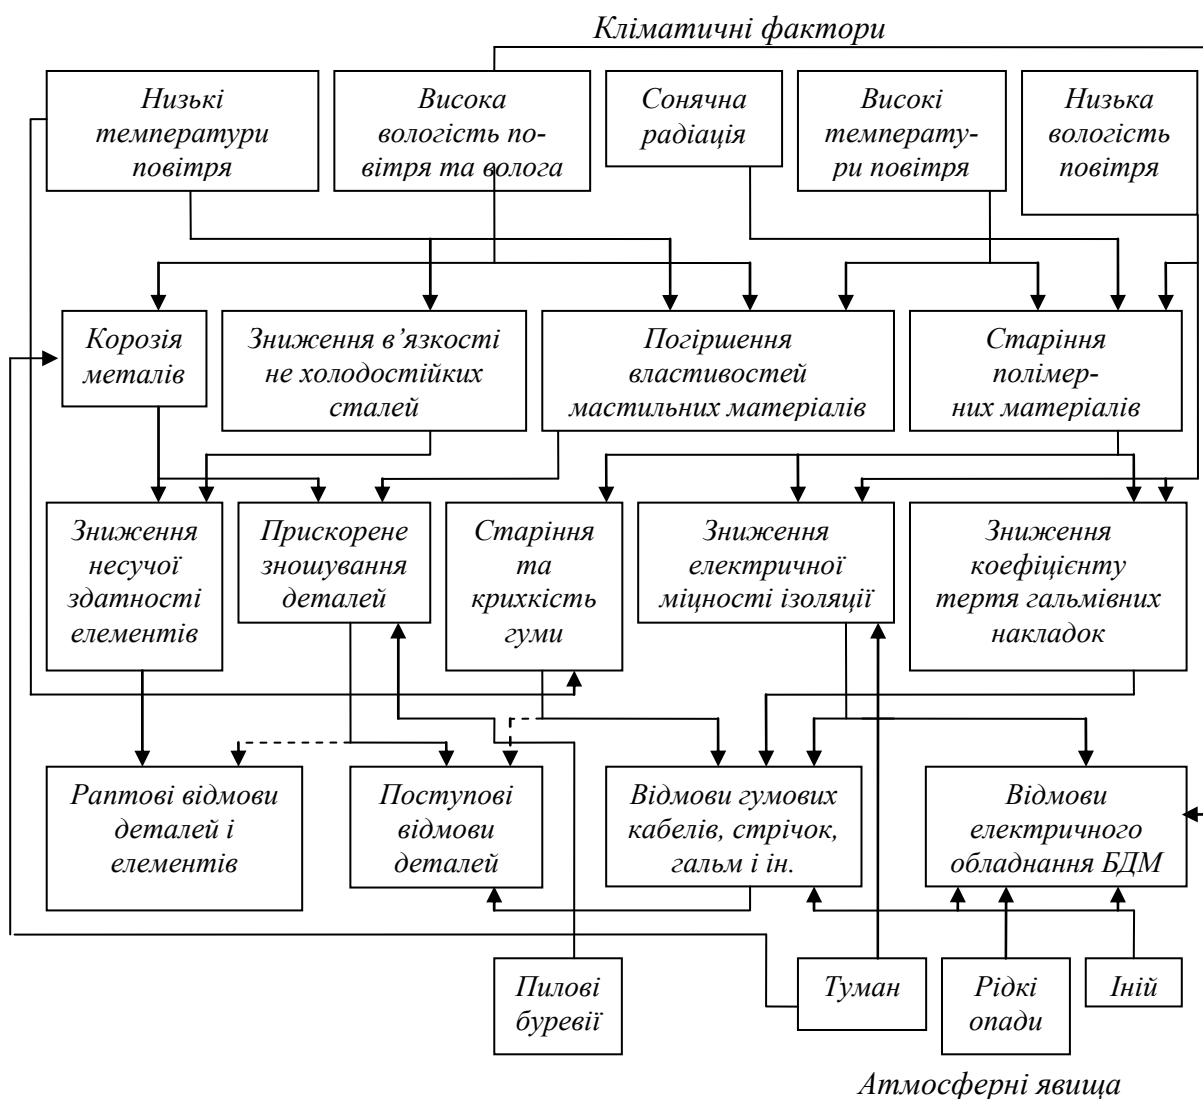 Кліматичні фактори
Низькі
температури
повітря
Висока
вологість по-
вітря та волога
Сонячна
радіація
Високі
температу-
ри повітря
Низька
вологість
повітря
Корозія
металів
Зниження в’язкості
не холодостійких
сталей
Погіршення
властивостей
мастильних матеріалів
Старіння
полімер-
них матеріалів
Зниження
несучої
здатності
елементів
Прискорене
зношування
деталей
Старіння
та
крихкість
гуми
Зниження
електричної
міцності ізоляції
Зниження
коефіцієнту
тертя гальмівних
накладок
Раптові відмови
деталей і
елементів
Поступові
відмови
деталей
Відмови гумових
кабелів, стрічок,
гальм і ін.
Відмови
електричного
обладнання БДМ
Пилові
буревії
Туман
Рідкі
опади
Іній
Атмосферні явища